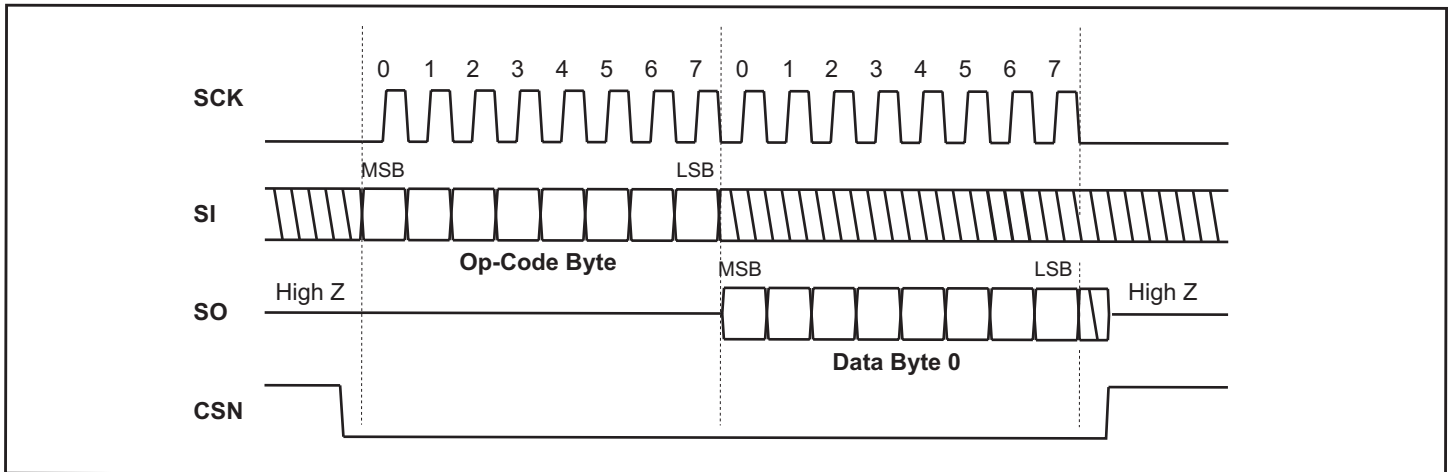 0 1 2 3 4 5 6 7 0 1 2 3 4 5 6 7
SCK
MSB LSB
SI
Op-Code Byte
MSB LSB
High Z High Z
SO
Data Byte 0
CSN